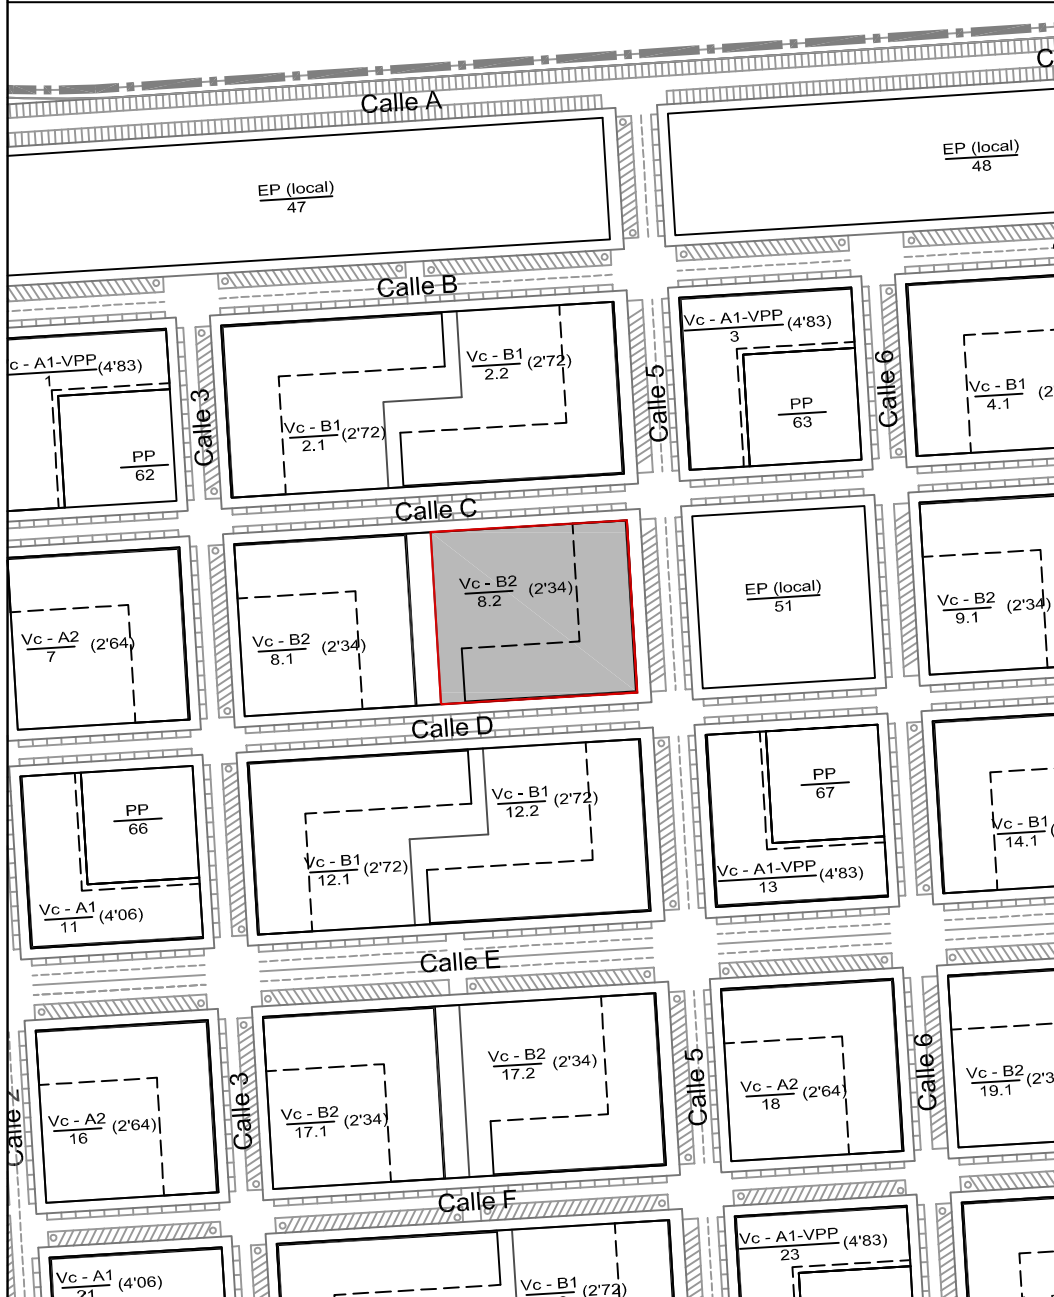 C
Calle A
EP (local)
48
EP (local)
47
Calle B
Vc - A1-VPP (4'83)
3
c - A1-VPP (4'83)
1
Vc - B1 (2'72)
2.2
Calle 3
Calle 5
Calle 6
Vc - B1 (2
4.1
PP
63
Vc - B1 (2'72)
2.1
PP
62
Calle C
Vc - B2 (2'34)
8.2
EP (local)
51
Vc - B2 (2'34)
9.1
Vc - A2 (2'64)
7
Vc - B2 (2'34)
8.1
Calle D
PP
67
Vc - B1 (2'72)
12.2
PP
66
Vc - B1 (
14.1
Vc - B1 (2'72)
12.1
Vc - A1-VPP (4'83)
13
Vc - A1 (4'06)
11
Calle E
Calle 2
Calle 3
Calle 5
Calle 6
Vc - B2 (2'34)
17.2
Vc - B2 (2'3
19.1
Vc - A2 (2'64)
18
Vc - B2 (2'34)
17.1
Vc - A2 (2'64)
16
Calle F
Vc - A1-VPP (4'83)
23
Vc - A1 (4'06)
21
Vc - B1 (2'72)